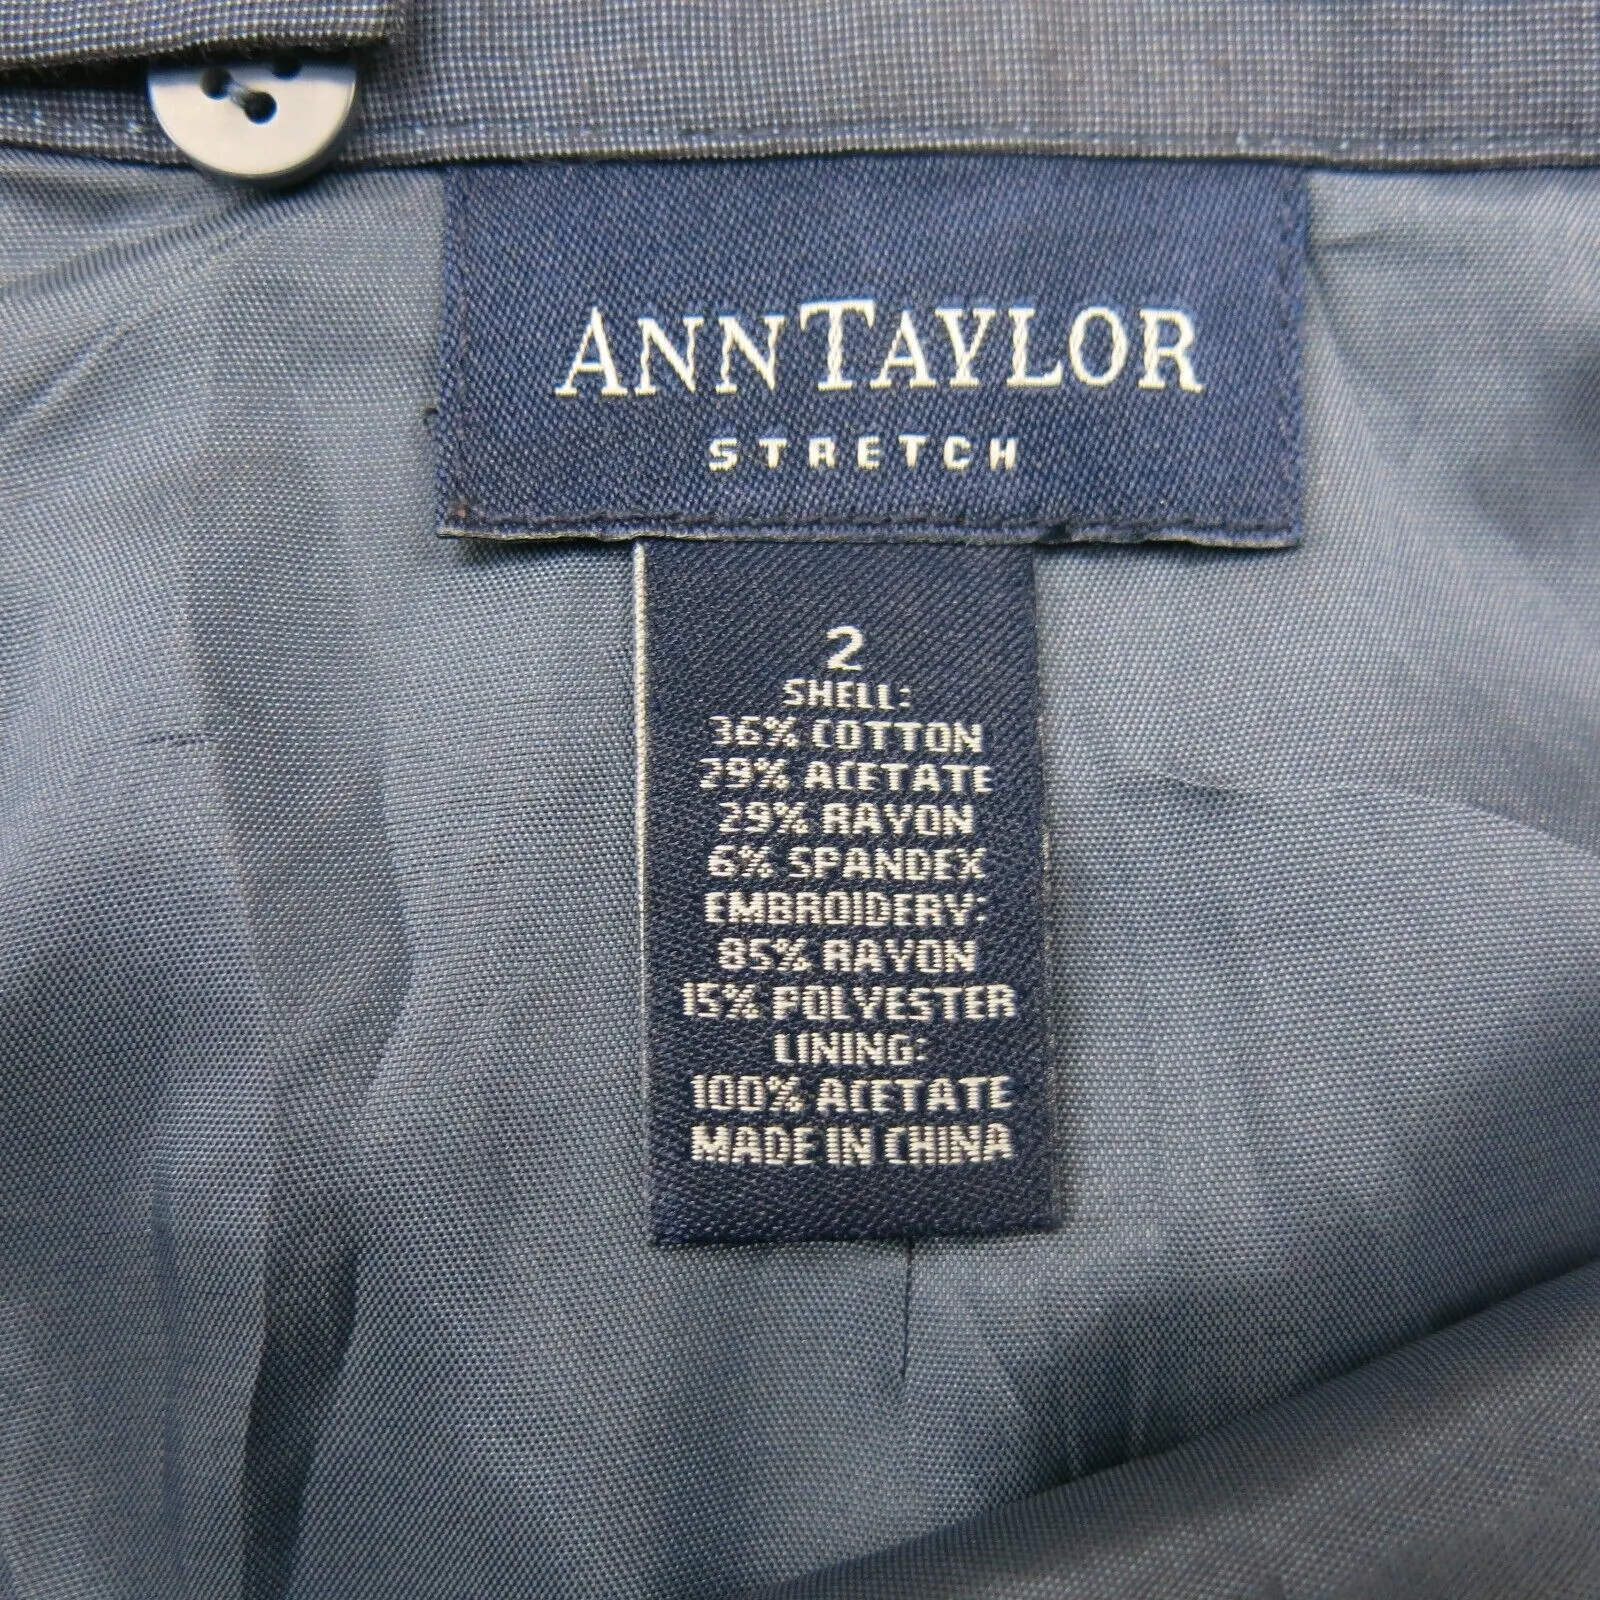 ANNTAYLOR
STRETCH
2
SHELL:
36% COTTON
29% ACETATE
29% RAYON
6% SPANDEX
EMBROIDERY:
85% RAYON
15% POLYESTER
LINING:
100% ACETATE
MADE IN CHINA